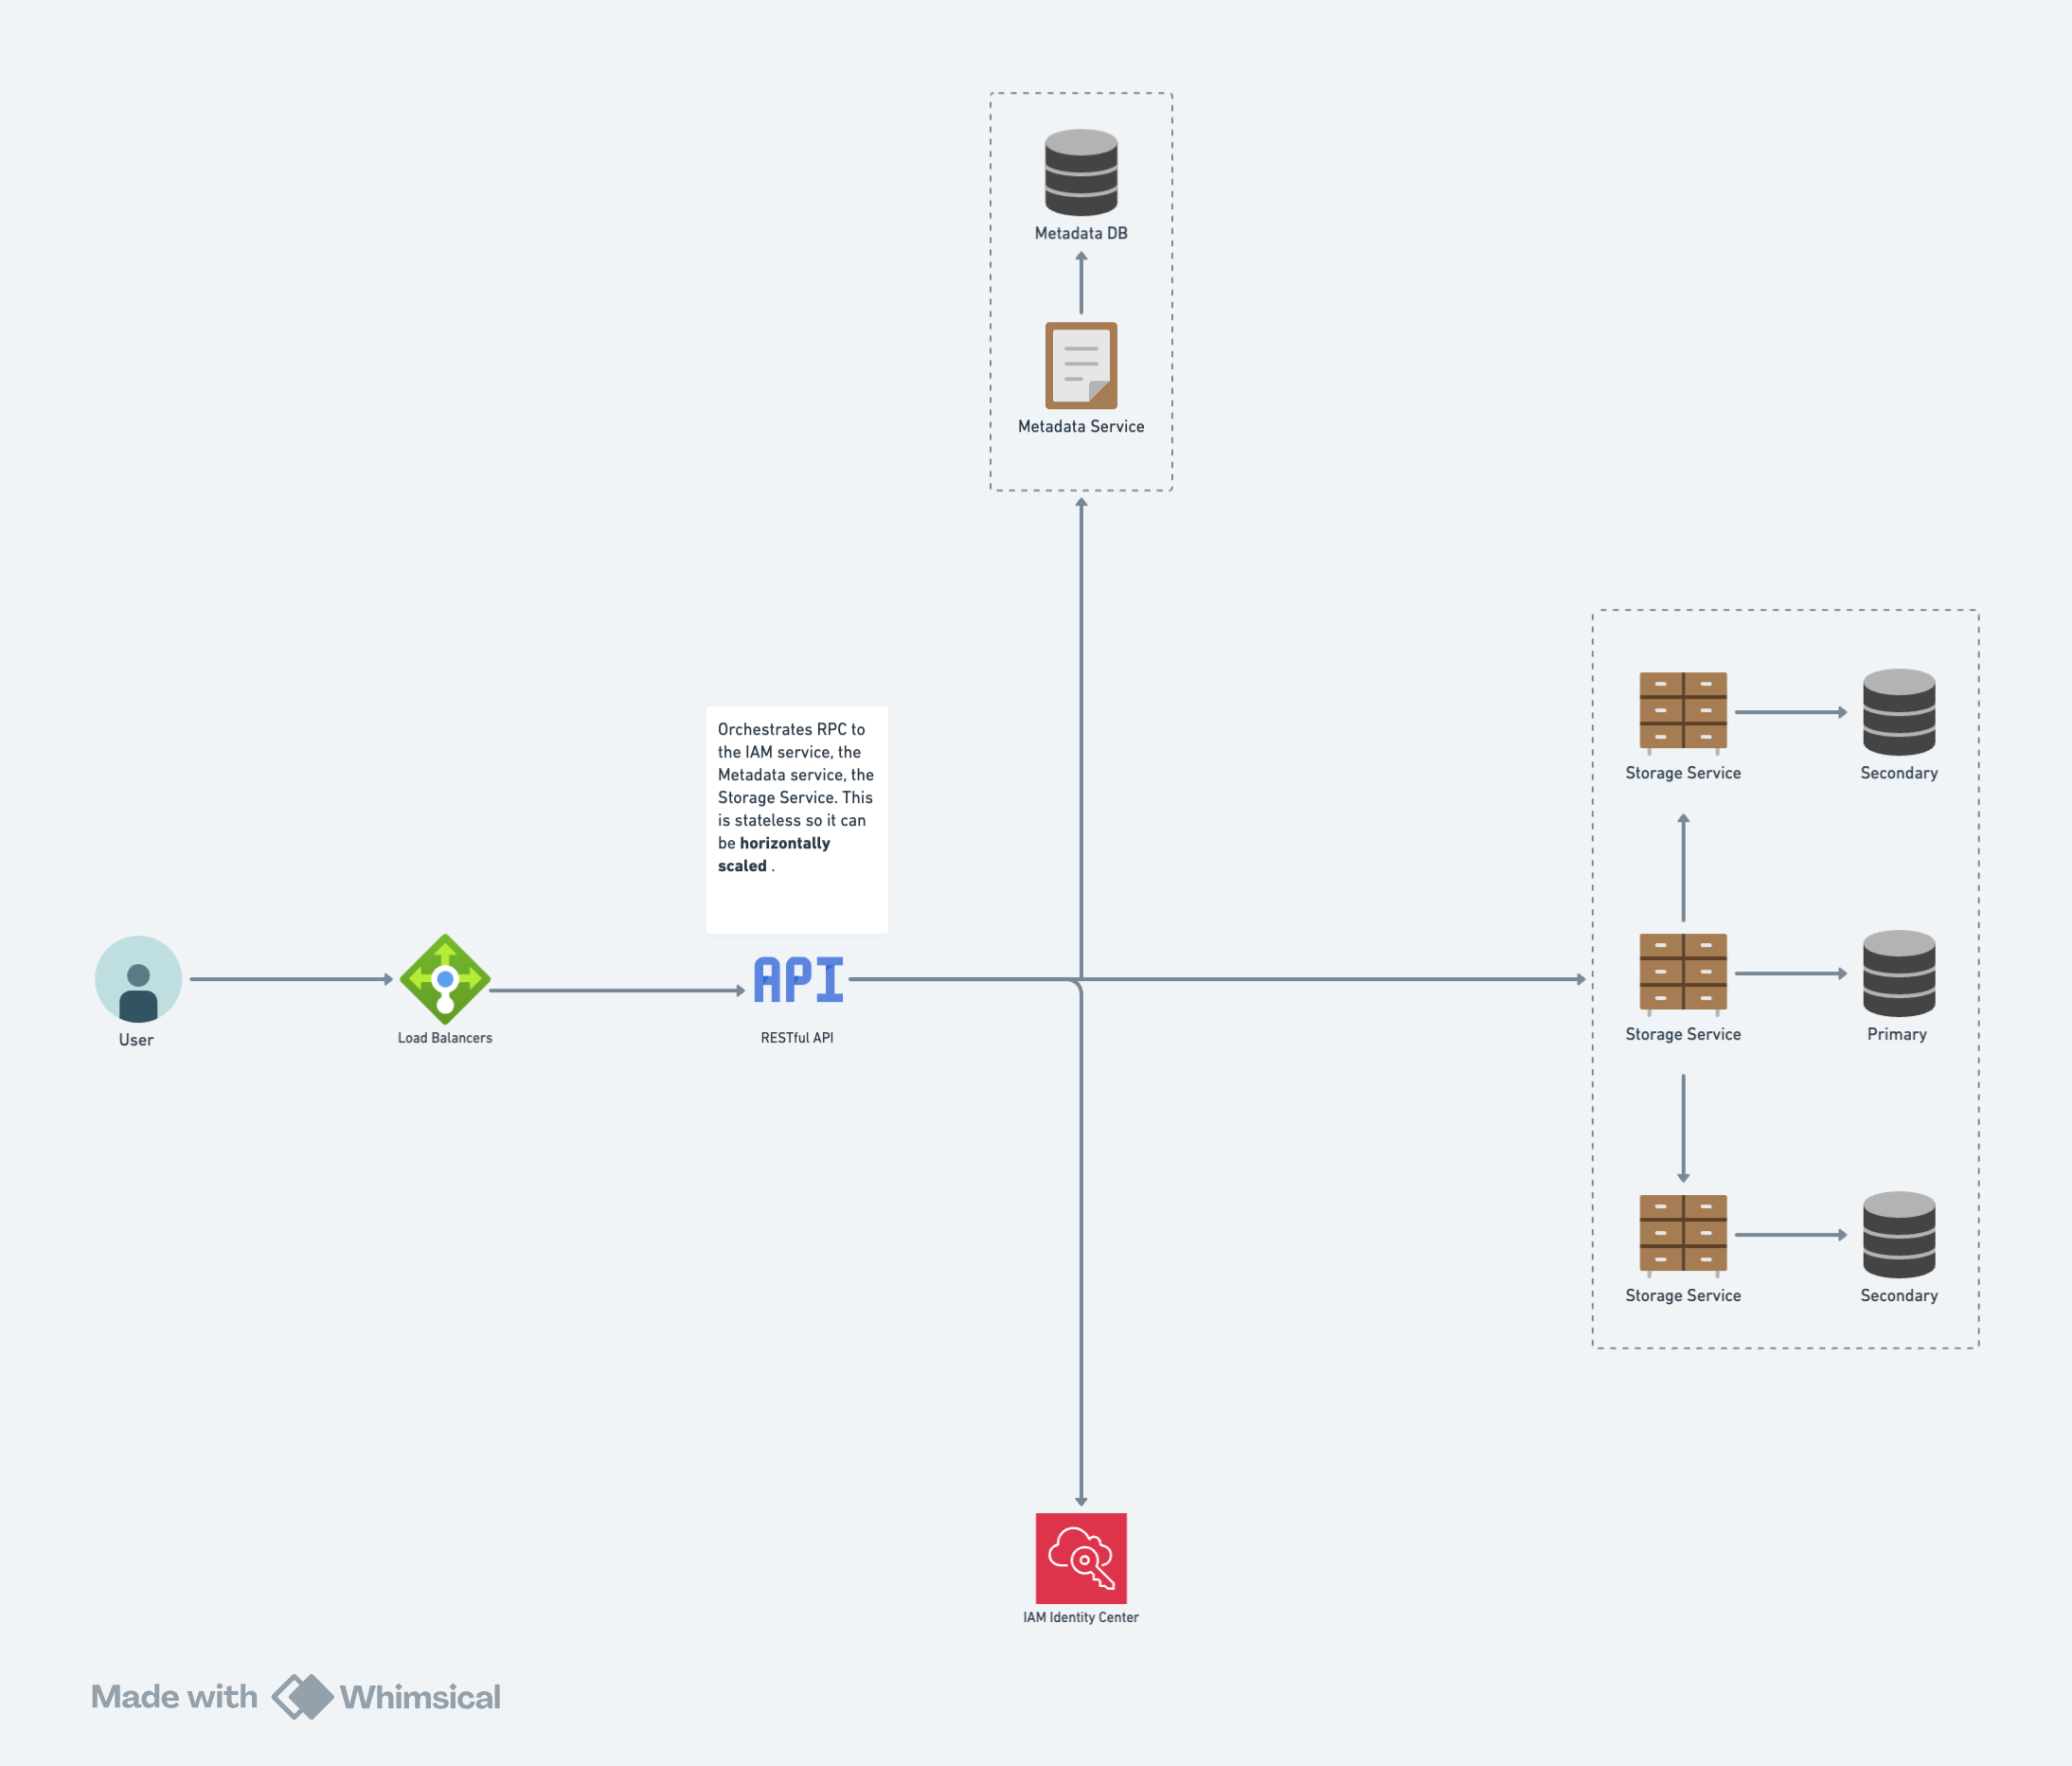 Metadata DB
Metadata Service
Orchestrates RPC to
the IAM service, the
Metadata service, the
Storage Service. This
is stateless so it can
be horizontally
scaled .
User
Load Balancers
API
RESTful API
Storage Service
Secondary
Storage Service
Primary
Storage Service
Secondary
IAM Identity Center
Made with Whimsical